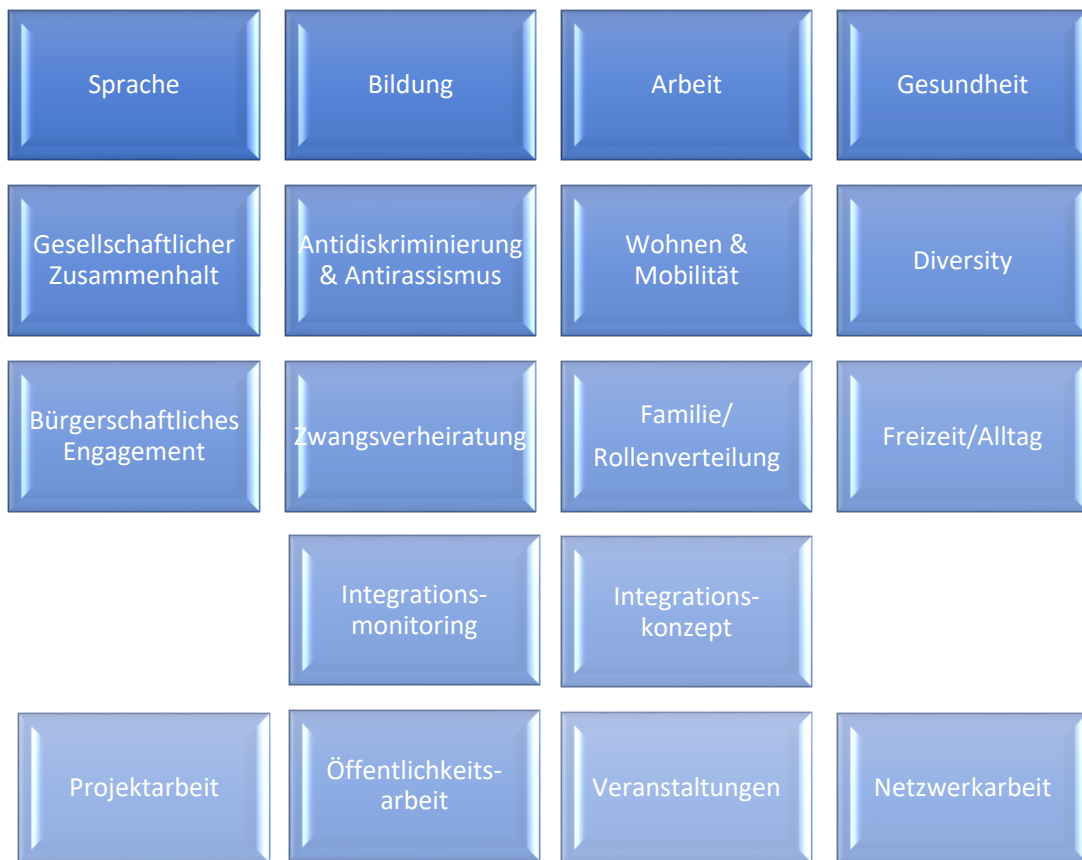 Sprache
Bildung
Arbeit
Gesundheit
Gesellschaftlicher
Zusammenhalt
Antidiskriminierung
& Antirassismus
Wohnen &
Mobilität
Diversity
Bürgerschaftliches
Engagement
Zwangsverheiratung
Familie/
Rollenverteilung
Freizeit/Alltag
Integrations-
monitoring
Integrations-
konzept
Projektarbeit
Öffentlichkeits-
arbeit
Veranstaltungen
Netzwerkarbeit